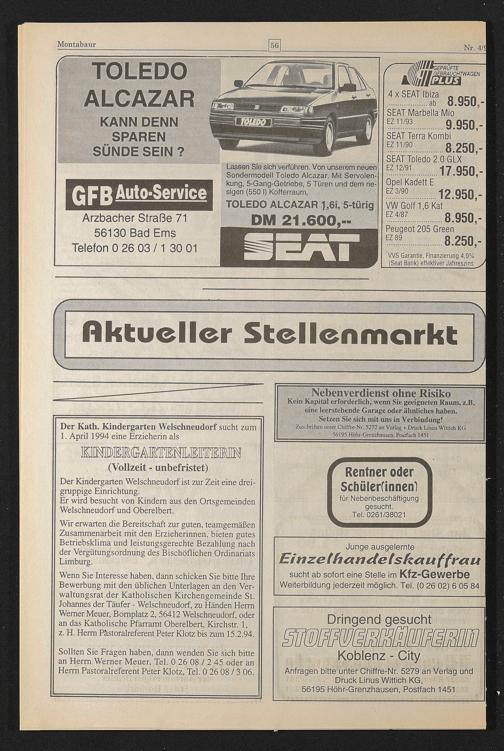 Montabaur
56
Nr. 4/9
TOLEDO
ALCAZAR
KANN DENN
SPAREN
SÜNDE SEIN ?
GFB Auto-Service
Arzbacher Straße 71
56130 Bad Ems
Telefon 0 26 03 / 1 30 01
TOLEDO
Lassen Sie sich verführen. Von unserem neuen
Sondermodell Toledo Alcazar. Mit Servolen-
kung, 5-Gang-Getriebe, 5 Türen und dem rie-
sigen (550 l) Kofferraum,
TOLEDO ALCAZAR 1,6i, 5-türig
DM 21.600,--
SEAT
GEPRÜFTE
GEBRAUCHTWAGEN
PLUS
4 x SEAT Ibiza
ab 8.950,-
SEAT Marbella Mio
EZ 11/93 9.950,-
SEAT Terra Kombi
EZ 11/90 8.250,-
SEAT Toledo 2.0 GLX
EZ 12/91 17.950,-
Opel Kadett E
EZ 3/90 12.950,-
VW Golf 1,6 Kat
EZ 4/87 8.950,-
Peugeot 205 Green
EZ 89 8.250,-
VVS Garantie, Finanzierung 4,9%
(Seat Bank) effektiver Jahreszins
Aktueller Stellenmarkt
Der Kath. Kindergarten Welschneudorf sucht zum
1. April 1994 eine Erzieherin als
KINDERGARTENLEITERIN
(Vollzeit - unbefristet)
Der Kindergarten Welschneudorf ist zur Zeit eine drei-
gruppige Einrichtung.
Er wird besucht von Kindern aus den Ortsgemeinden
Welschneudorf und Oberelbert.
Wir erwarten die Bereitschaft zur guten, teamgemäßen
Zusammenarbeit mit den Erzieherinnen, bieten gutes
Betriebsklima und leistungsgerechte Bezahlung nach
der Vergütungsordnung des Bischöflichen Ordinariats
Limburg.
Wenn Sie Interesse haben, dann schicken Sie bitte Ihre
Bewerbung mit den üblichen Unterlagen an den Ver-
waltungsrat der Katholischen Kirchengemeinde St.
Johannes der Täufer - Welschneudorf, zu Händen Herrn
Werner Meuer, Bornplatz 2, 56412 Welschneudorf, oder
an das Katholische Pfarramt Oberelbert, Kirchstr. 1,
z. H. Herrn Pastoralreferent Peter Klotz bis zum 15.2.94.
Sollten Sie Fragen haben, dann wenden Sie sich bitte
an Herrn Werner Meuer, Tel. 0 26 08 / 2 45 oder an
Herrn Pastoralreferent Peter Klotz, Tel. 0 26 08 / 3 06.
Nebenverdienst ohne Risiko
Kein Kapital erforderlich, wenn Sie geeigneten Raum, z.B.
eine leerstehende Garage oder ähnliches haben.
Setzen Sie sich mit uns in Verbindung!
Zuschriften unter Chiffre-Nr. 5272 an Verlag + Druck Linus Wittich KG
56195 Höhr-Grenzhausen, Postfach 1451
Rentner oder
Schüler(innen)
für Nebenbeschäftigung
gesucht.
Tel. 0261/38021
Junge ausgelernte
Einzelhandelskauffrau
sucht ab sofort eine Stelle im Kfz-Gewerbe
Weiterbildung jederzeit möglich. Tel. (0 26 02) 6 05 84
Dringend gesucht
STOFFVERKÄUFERIN
Koblenz - City
Anfragen bitte unter Chiffre-Nr. 5279 an Verlag und
Druck Linus Wittich KG,
56195 Höhr-Grenzhausen, Postfach 1451